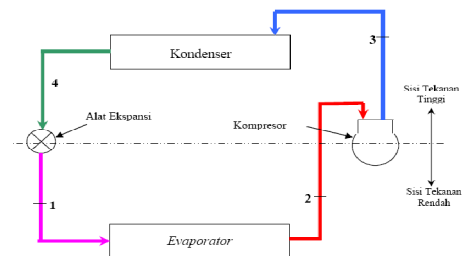 3
Kondenser
4
Sisi Tekanan
Tinggi
Alat Ekspansi
Kompresor
1
2
Sisi Tekanan
Rendah
Evaporator